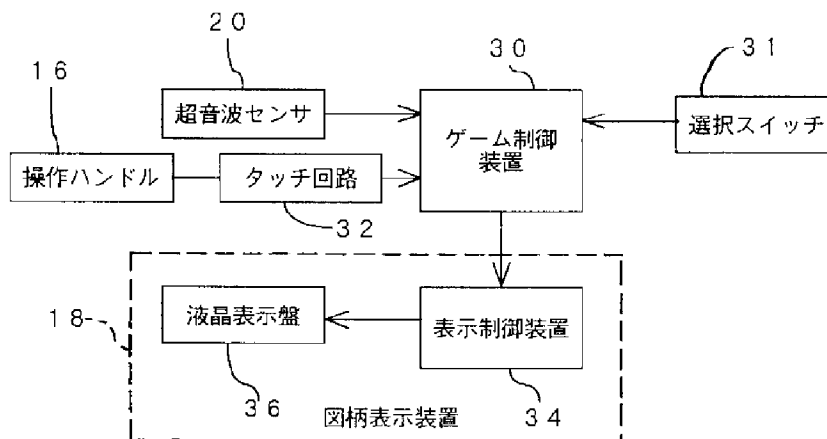 20
30
31
16
超音波センサ
ゲーム制御
装置
選択スイッチ
操作ハンドル
タッチ回路
32
18
液晶表示盤
表示制御装置
36
図柄表示装置
34